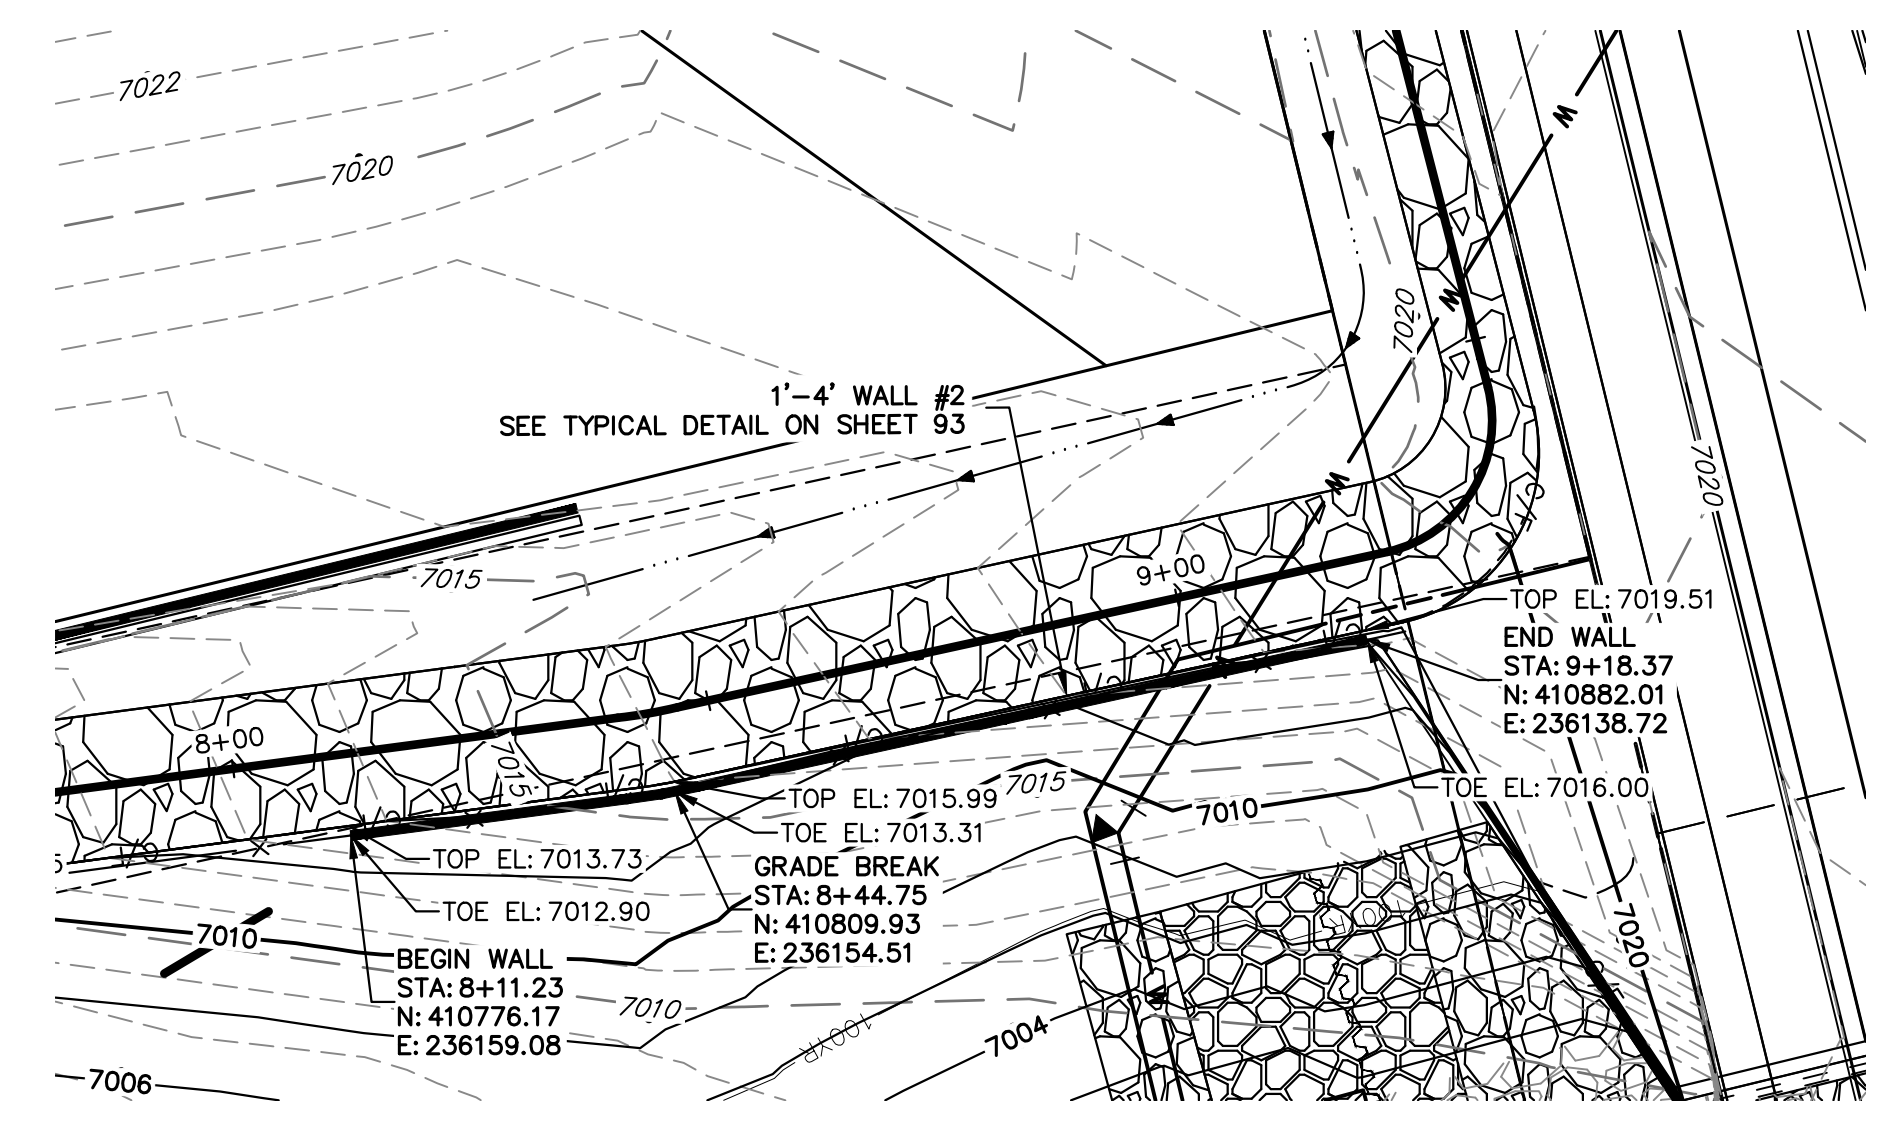 7022
7020
W
7020
W
1'-4' WALL #2
SEE TYPICAL DETAIL ON SHEET 93
W
7020
C/F
7015
9+00
TOP EL: 7019.51
END WALL
STA: 9+18.37
N: 410882.01
E: 236138.72
8+00
7015
TOP EL: 7015.99
7015
TOE EL: 7016.00
7010
TOE EL: 7013.31
TOP EL: 7013.73
GRADE BREAK
STA: 8+44.75
N: 410809.93
E: 236154.51
TOE EL: 7012.90
7010
7020
BEGIN WALL
STA: 8+11.23
N: 410776.17
E: 236159.08
7010
W
100YR
7004
7006